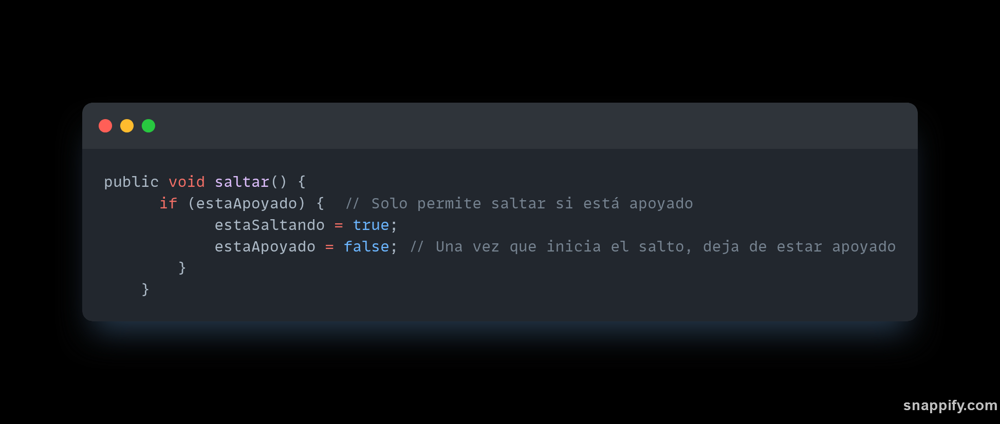 public void saltar() {
if (estaApoyado) { // Solo permite saltar si está apoyado
estaSaltando = true;
estaApoyado = false; // Una vez que inicia el salto, deja de estar apoyado
}
}
snappify.com